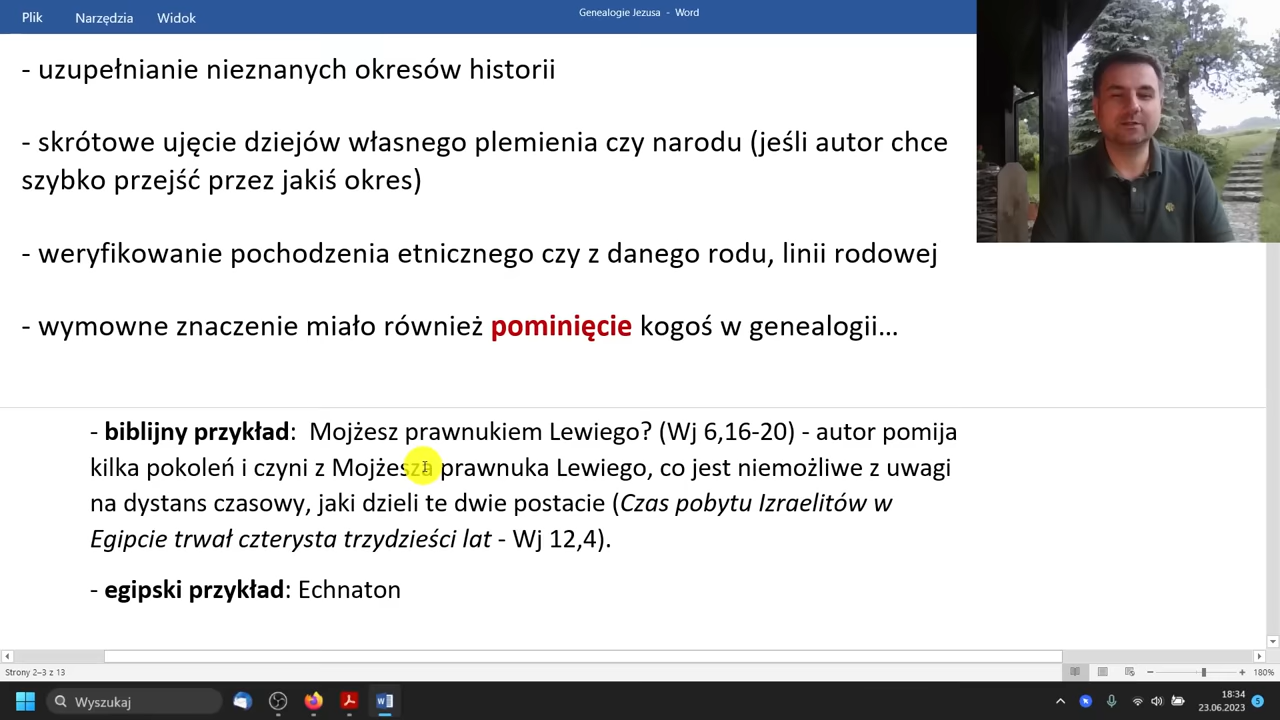 Genealogie Jezusa - Word
Plik Narzędzia Widok
- uzupełnianie nieznanych okresów historii
- skrótowe ujęcie dziejów własnego plemienia czy narodu (jeśli autor chce
szybko przejść przez jakiś okres)
- weryfikowanie pochodzenia etnicznego czy z danego rodu, linii rodowej
- wymowne znaczenie miało również pominięcie kogoś w genealogii...
- biblijny przykład: Mojżesz prawnukiem Lewiego? (Wj 6,16-20) - autor pomija
kilka pokoleń i czyni z Mojżesza prawnuka Lewiego, co jest niemożliwe z uwagi
na dystans czasowy, jaki dzieli te dwie postacie (Czas pobytu Izraelitów w
Egipcie trwał czterysta trzydzieści lat - Wj 12,4).
- egipski przykład: Echnaton
Strony 2–3 z 13
180%
Wyszukaj
18:34
23.06.2023
5